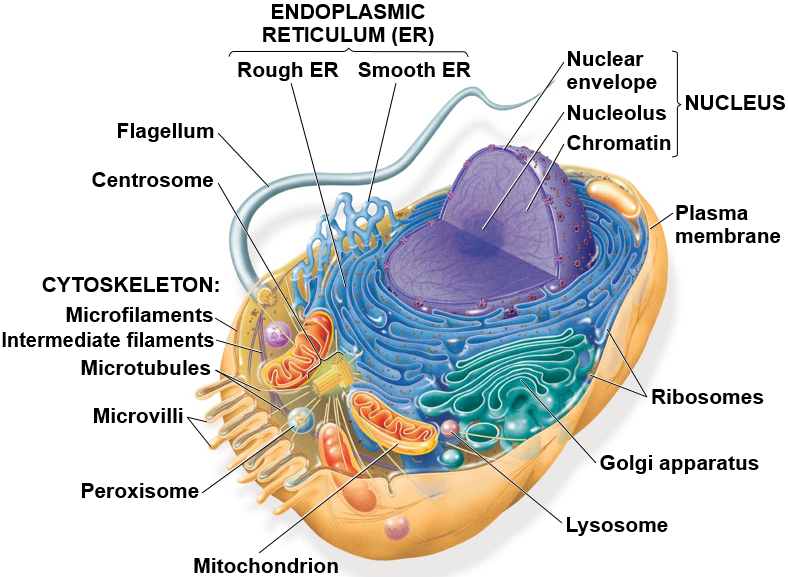 ENDOPLASMIC
RETICULUM (ER)
Rough ER
Smooth ER
Nuclear
envelope
Nucleolus
Chromatin
NUCLEUS
Flagellum
Centrosome
Plasma
membrane
CYTOSKELETON:
Microfilaments
Intermediate filaments
Microtubules
Microvilli
Ribosomes
Golgi apparatus
Peroxisome
Lysosome
Mitochondrion